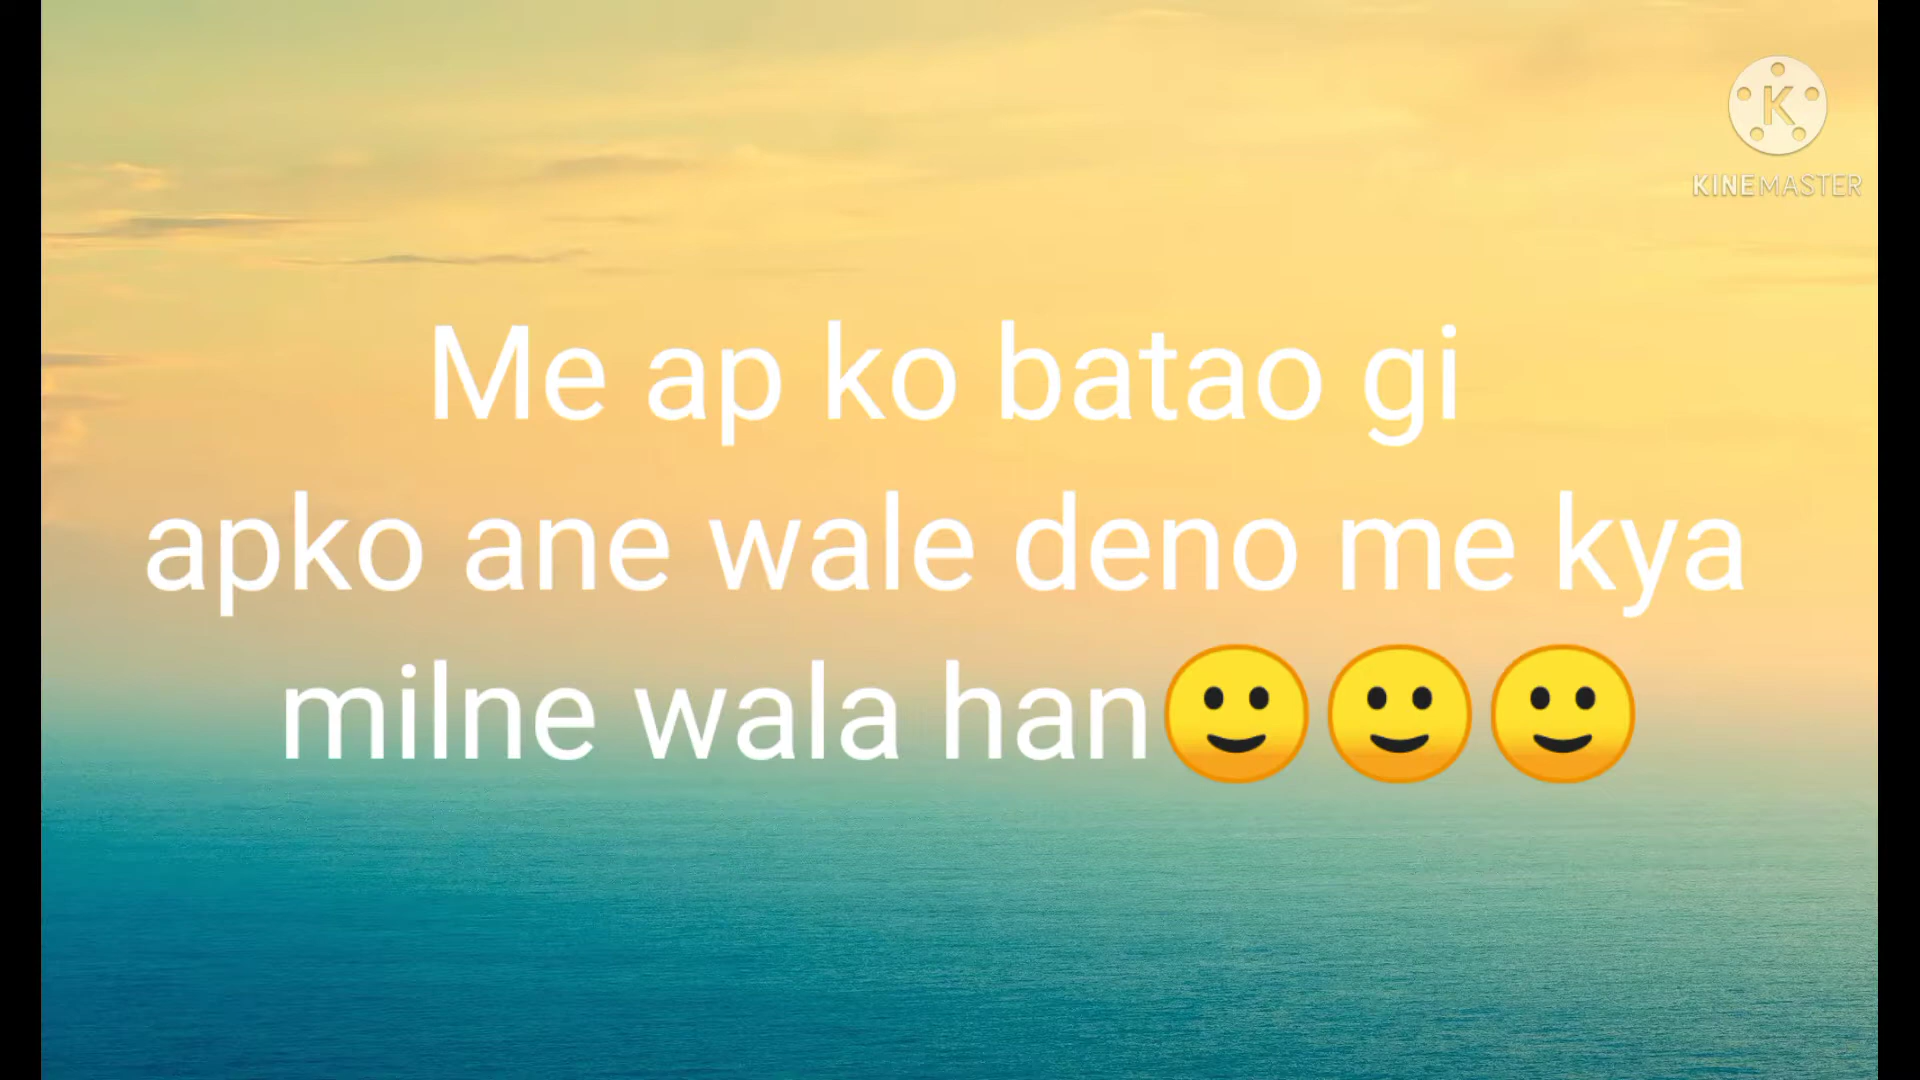 KINEMASTER
Me ap ko batao gi
apko ane wale deno me kya
milne wala han🙂🙂🙂